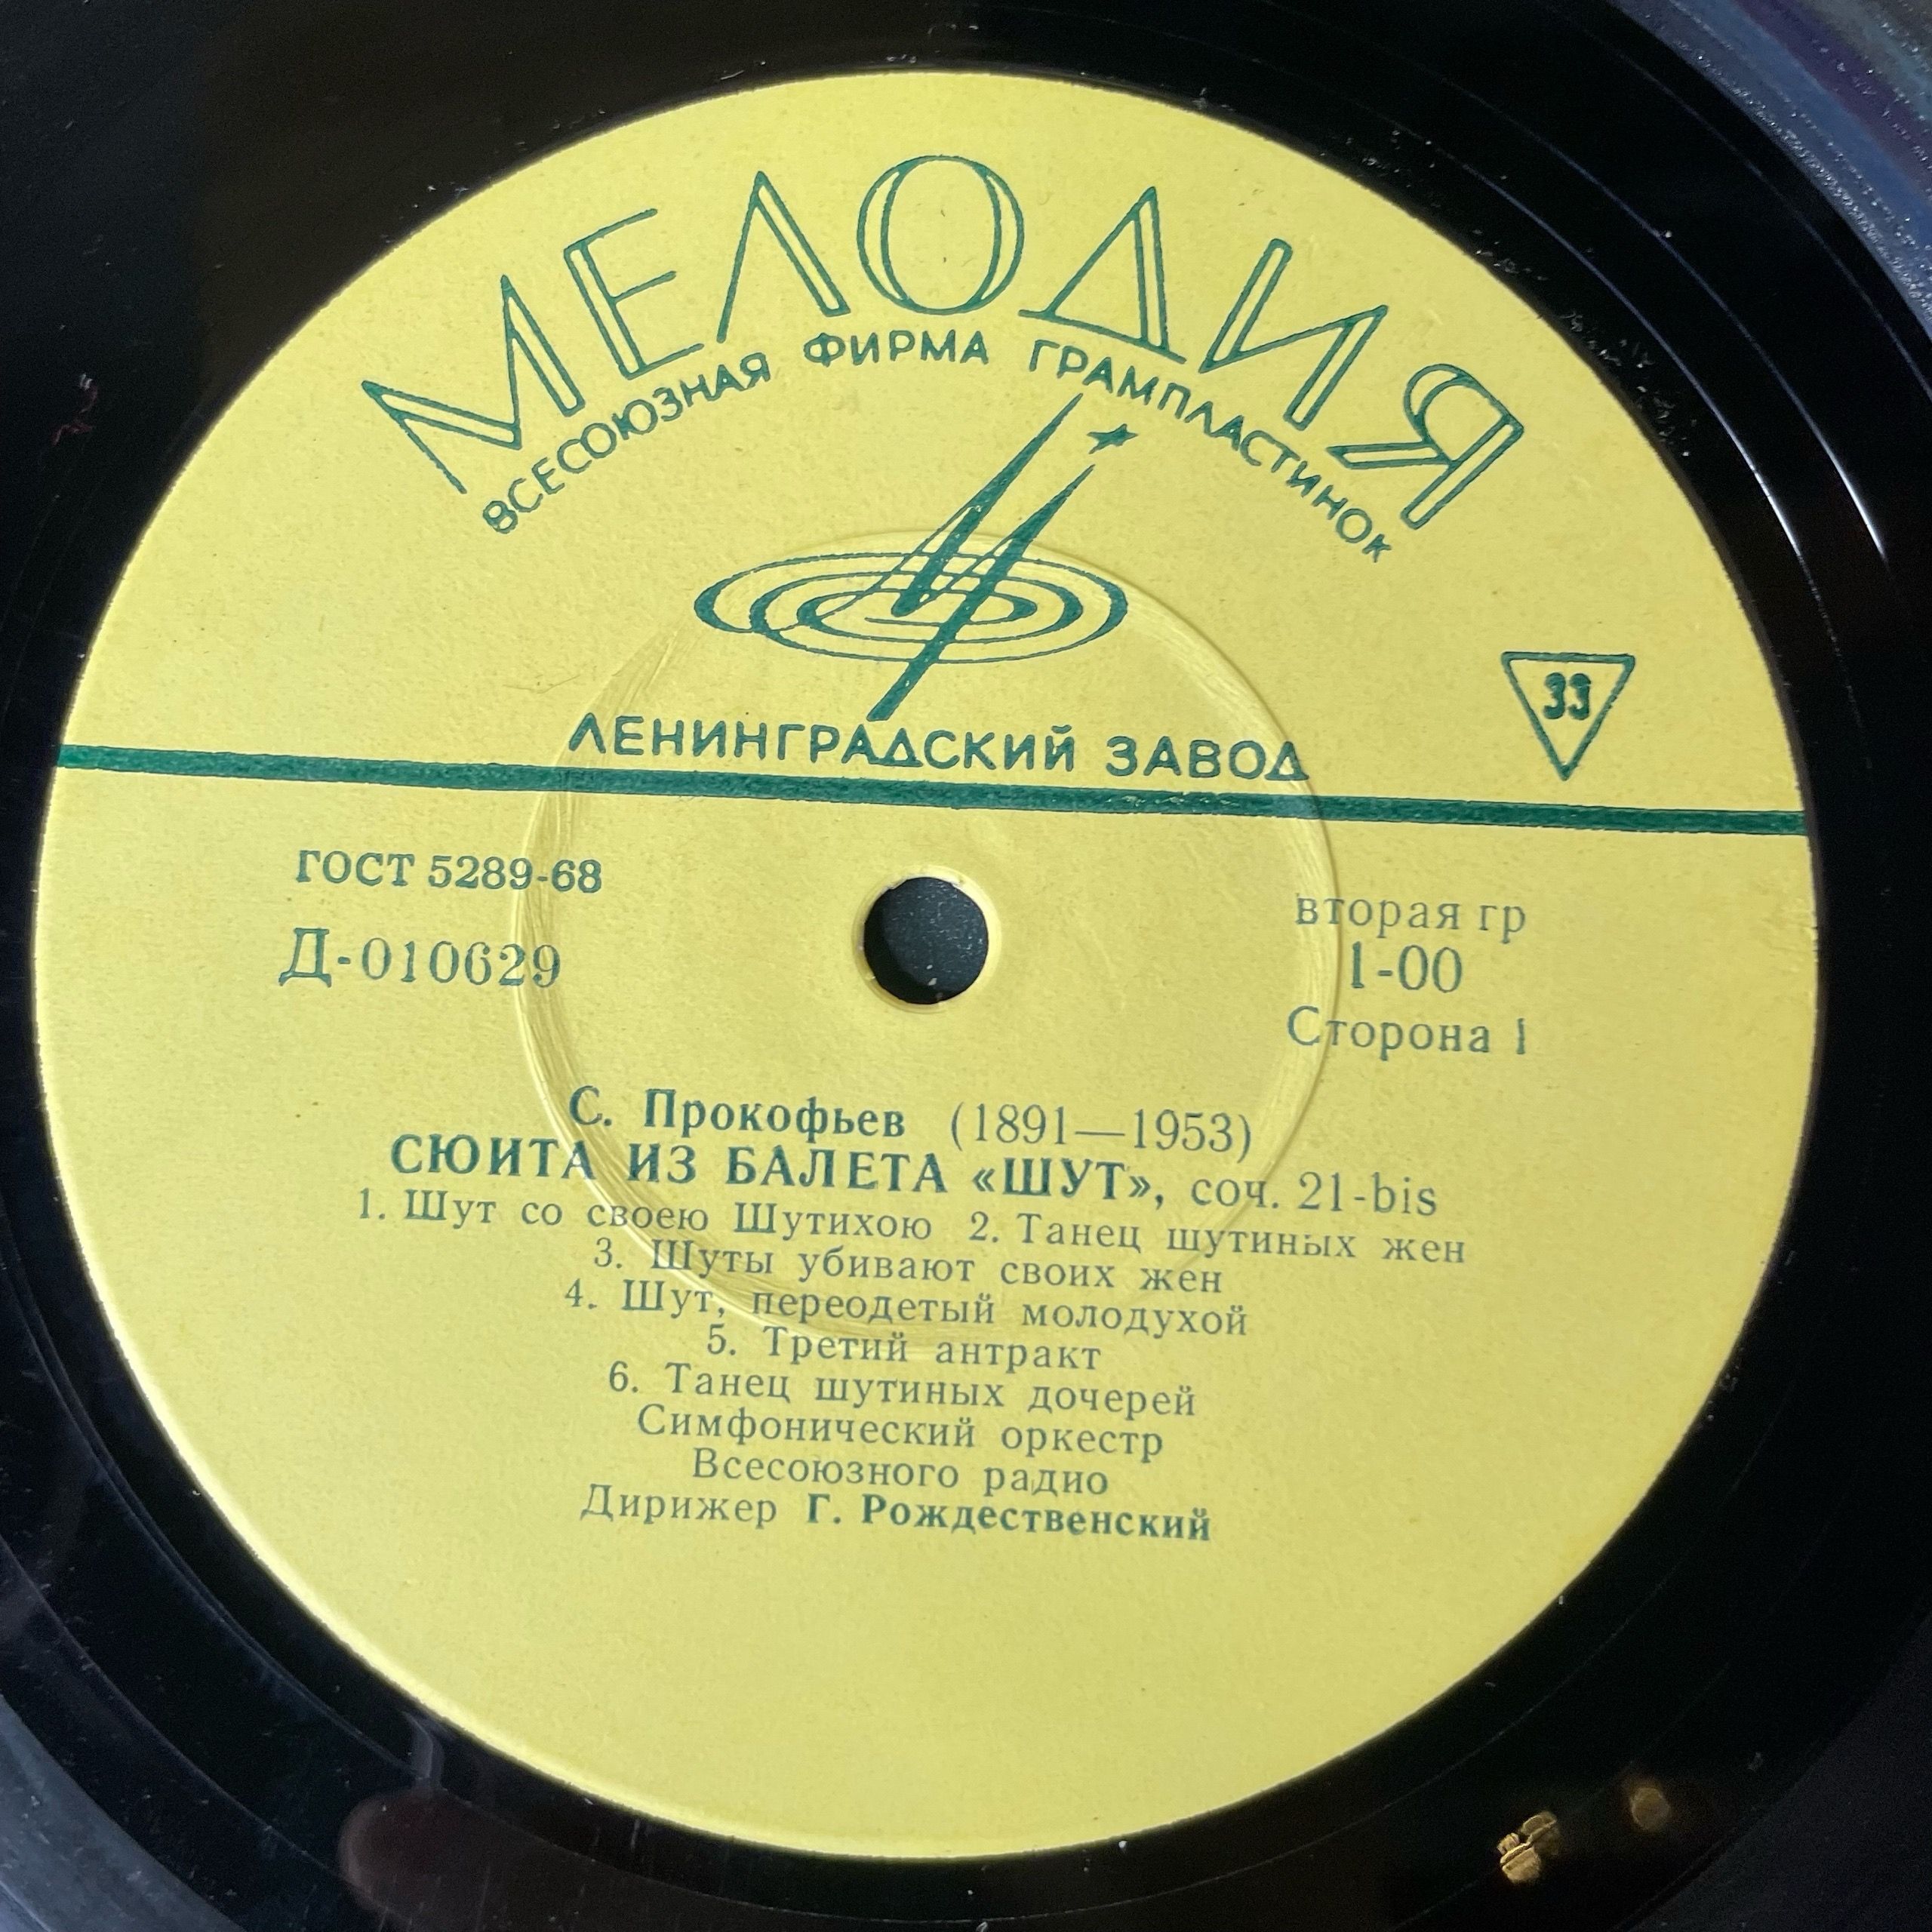 МЕЛОДИЯ
ВСЕСОЮЗНАЯ ФИРМА ГРАМПЛАСТИНОК
33
ЛЕНИНГРАДСКИЙ ЗАВОД
ГОСТ 5289-68
Д-010629
вторая гр
1-00
Сторона 1
С. Прокофьев (1891—1953)
СЮИТА ИЗ БАЛЕТА «ШУТ», соч. 21-bis
1. Шут со своею Шутихою 2. Танец шутиных жен
3. Шуты убивают своих жен
4. Шут, переодетый молодухой
5. Третий антракт
6. Танец шутиных дочерей
Симфонический оркестр
Всесоюзного радио
Дирижер Г. Рождественский